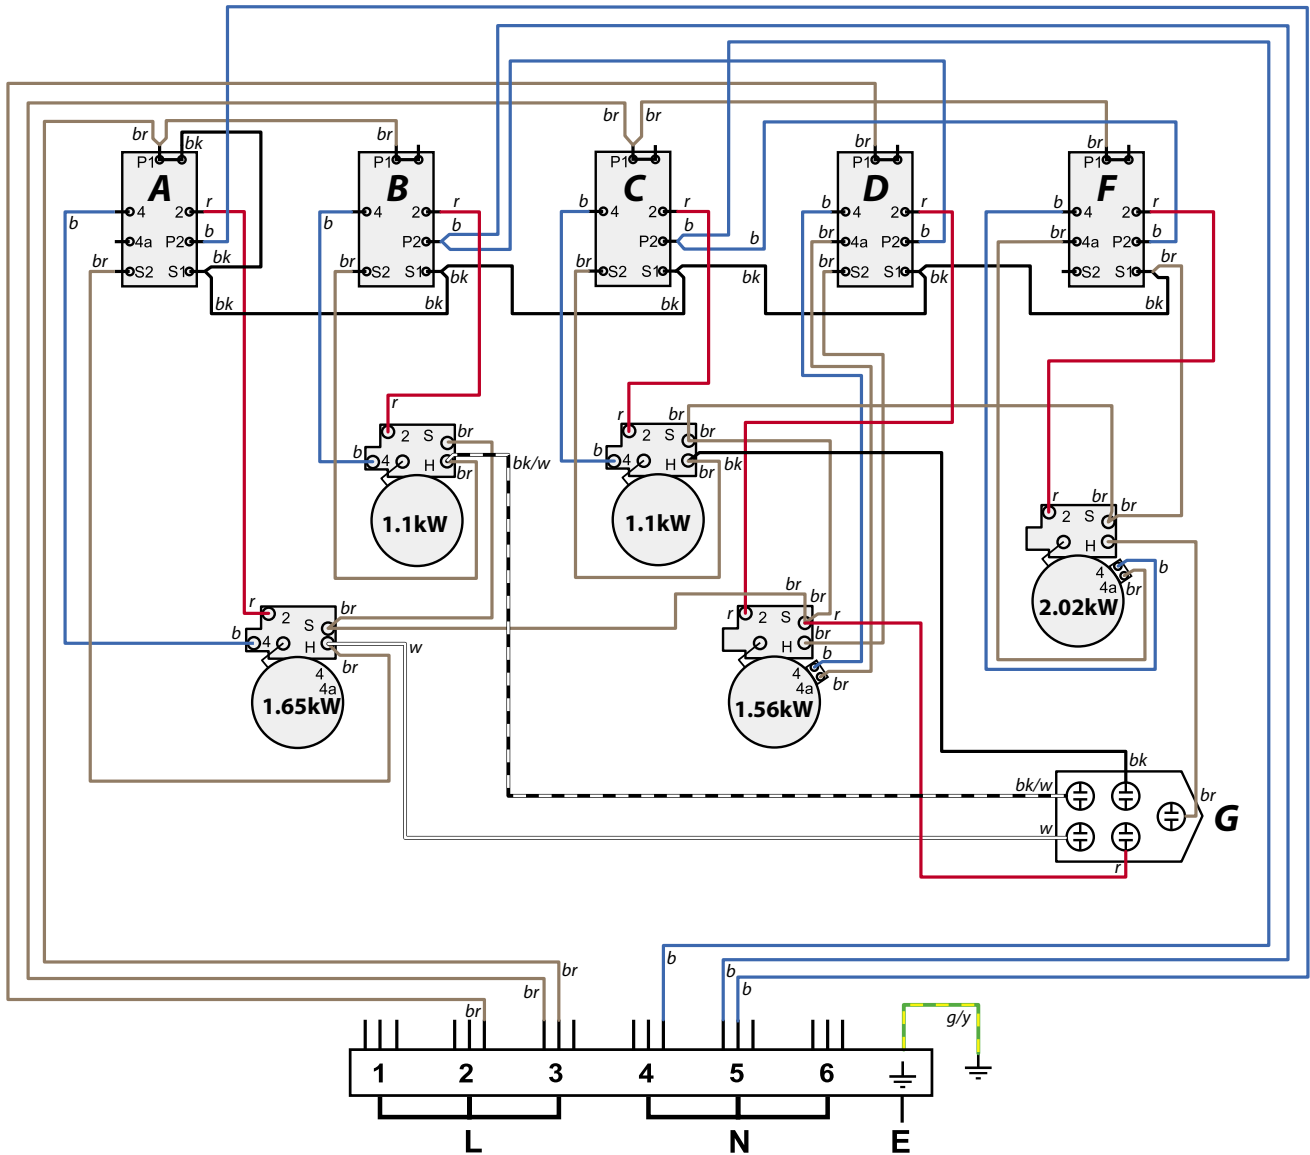 br bk br br br br br
P1 P1 P1 P1 P1
A B C D F
b 4 2 r b 4 2 r b 4 2 r b 4 2 r b 4 2 r
4a P2 b P2 b P2 b br 4a P2 b br 4a P2 b
br S2 S1 bk br S2 S1 bk br S2 S1 bk br S2 S1 bk S2 S1 br
bk bk bk bk
r r br
2 S br 2 S br
b 4 H br bk/w b 4 H br bk
1.1kW 1.1kW
r br br
2 S
H
4 b
4a br
2.02kW
r br br br
2 S r 2 S r
b 4 H w H br
br b
4 4
4a 4a br
1.65kW 1.56kW
bk
bk/w br
G
w
r
br b
br b b
br g/y
1 2 3 4 5 6
L N E